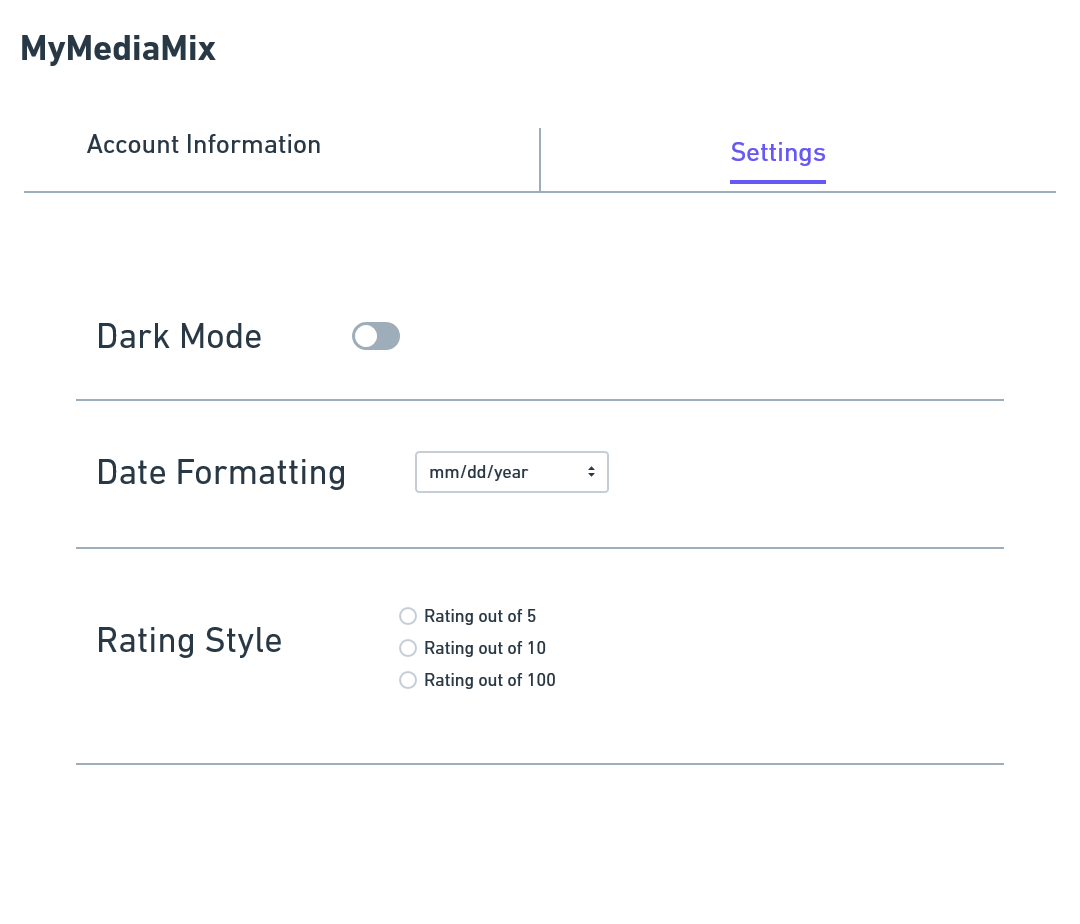 MyMediaMix
Account Information
Settings
Dark Mode
Date Formatting
mm/dd/year
Rating Style
Rating out of 5
Rating out of 10
Rating out of 100